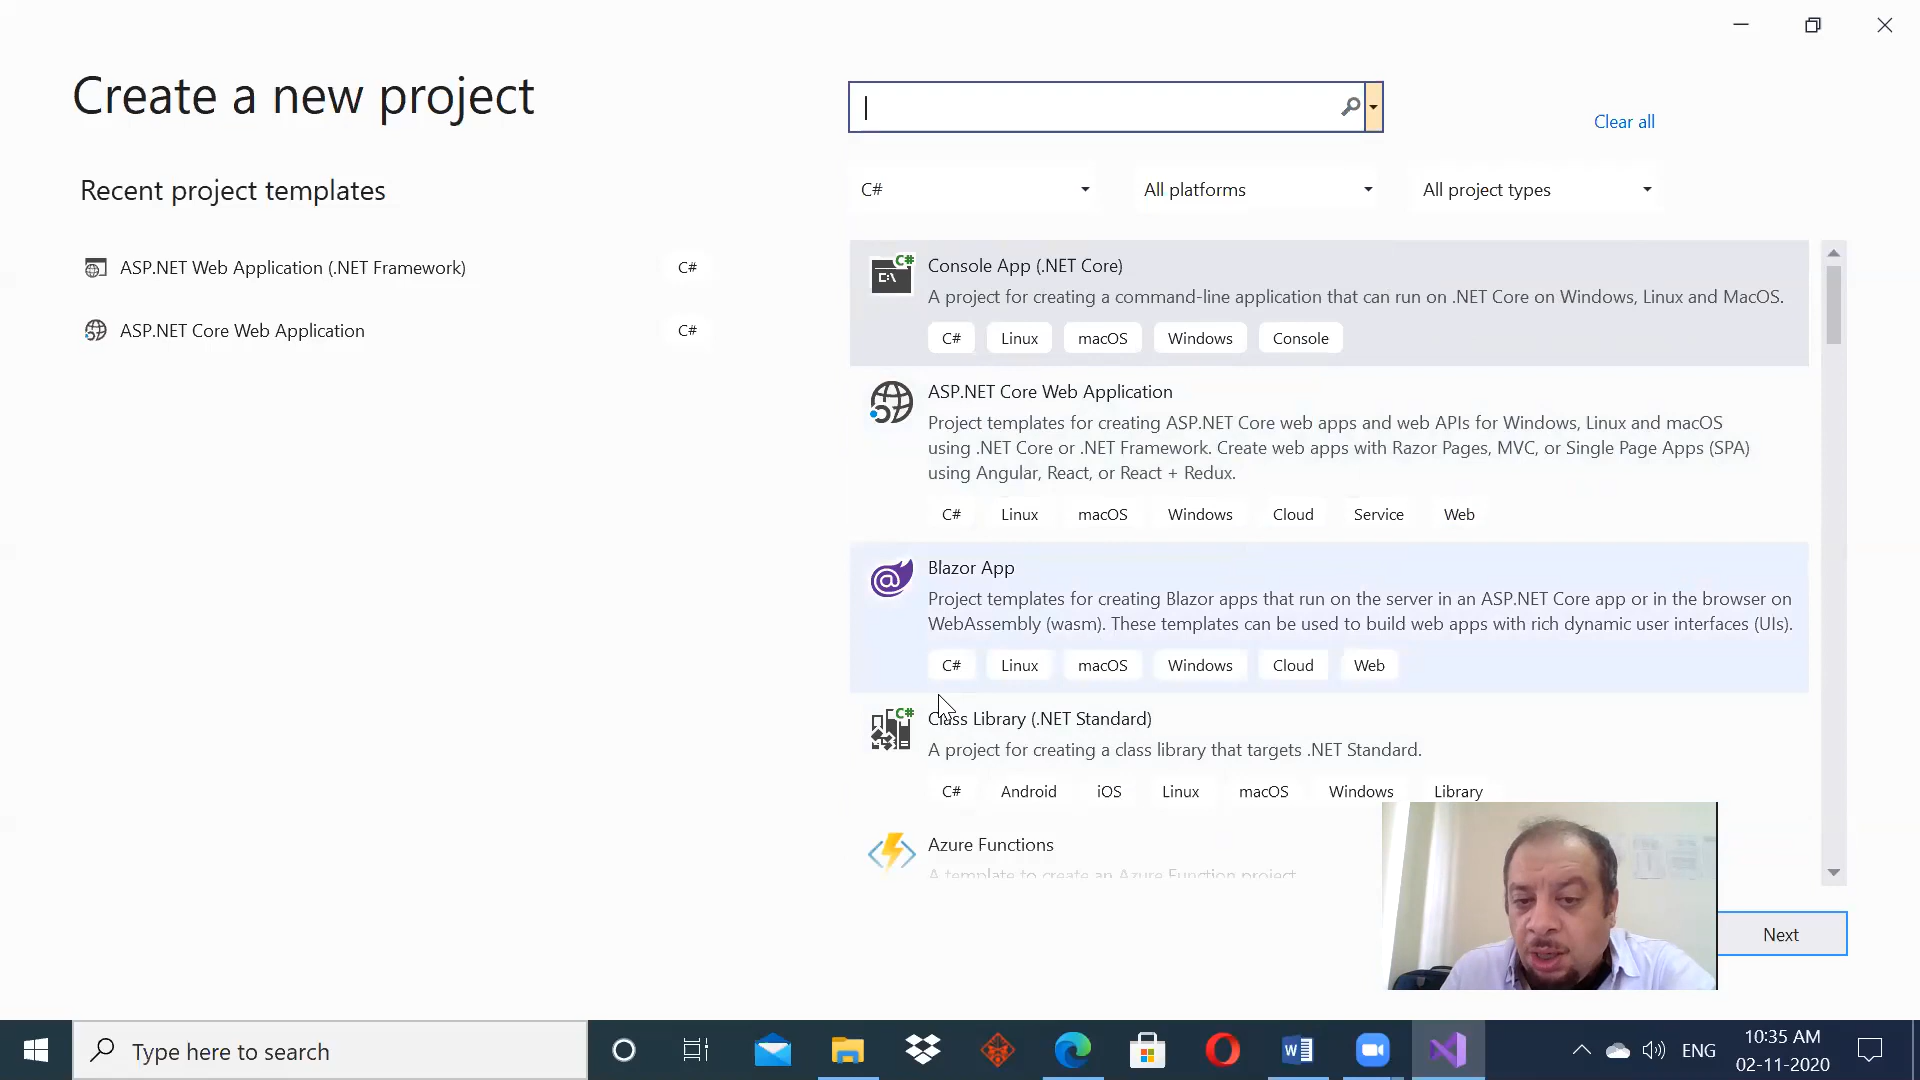 Create a new project
Clear all
C#
All platforms
All project types
Recent project templates
ASP.NET Web Application (.NET Framework)
C#
ASP.NET Core Web Application
C#
C#
C:\
Console App (.NET Core)
A project for creating a command-line application that can run on .NET Core on Windows, Linux and MacOS.
C# Linux macOS Windows Console
ASP.NET Core Web Application
Project templates for creating ASP.NET Core web apps and web APIs for Windows, Linux and macOS
using .NET Core or .NET Framework. Create web apps with Razor Pages, MVC, or Single Page Apps (SPA)
using Angular, React, or React + Redux.
C# Linux macOS Windows Cloud Service Web
Blazor App
Project templates for creating Blazor apps that run on the server in an ASP.NET Core app or in the browser on
WebAssembly (wasm). These templates can be used to build web apps with rich dynamic user interfaces (UIs).
C# Linux macOS Windows Cloud Web
C#
Class Library (.NET Standard)
A project for creating a class library that targets .NET Standard.
C# Android iOS Linux macOS Windows Library
Azure Functions
A template to create an Azure Function project
Next
Type here to search
ENG
10:35 AM
02-11-2020